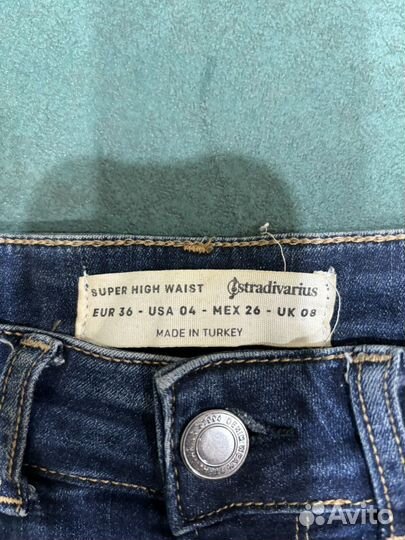 SUPER HIGH WAIST stradivarius
EUR 36 - USA 04 - MEX 26 - UK 08
MADE IN TURKEY
Avito